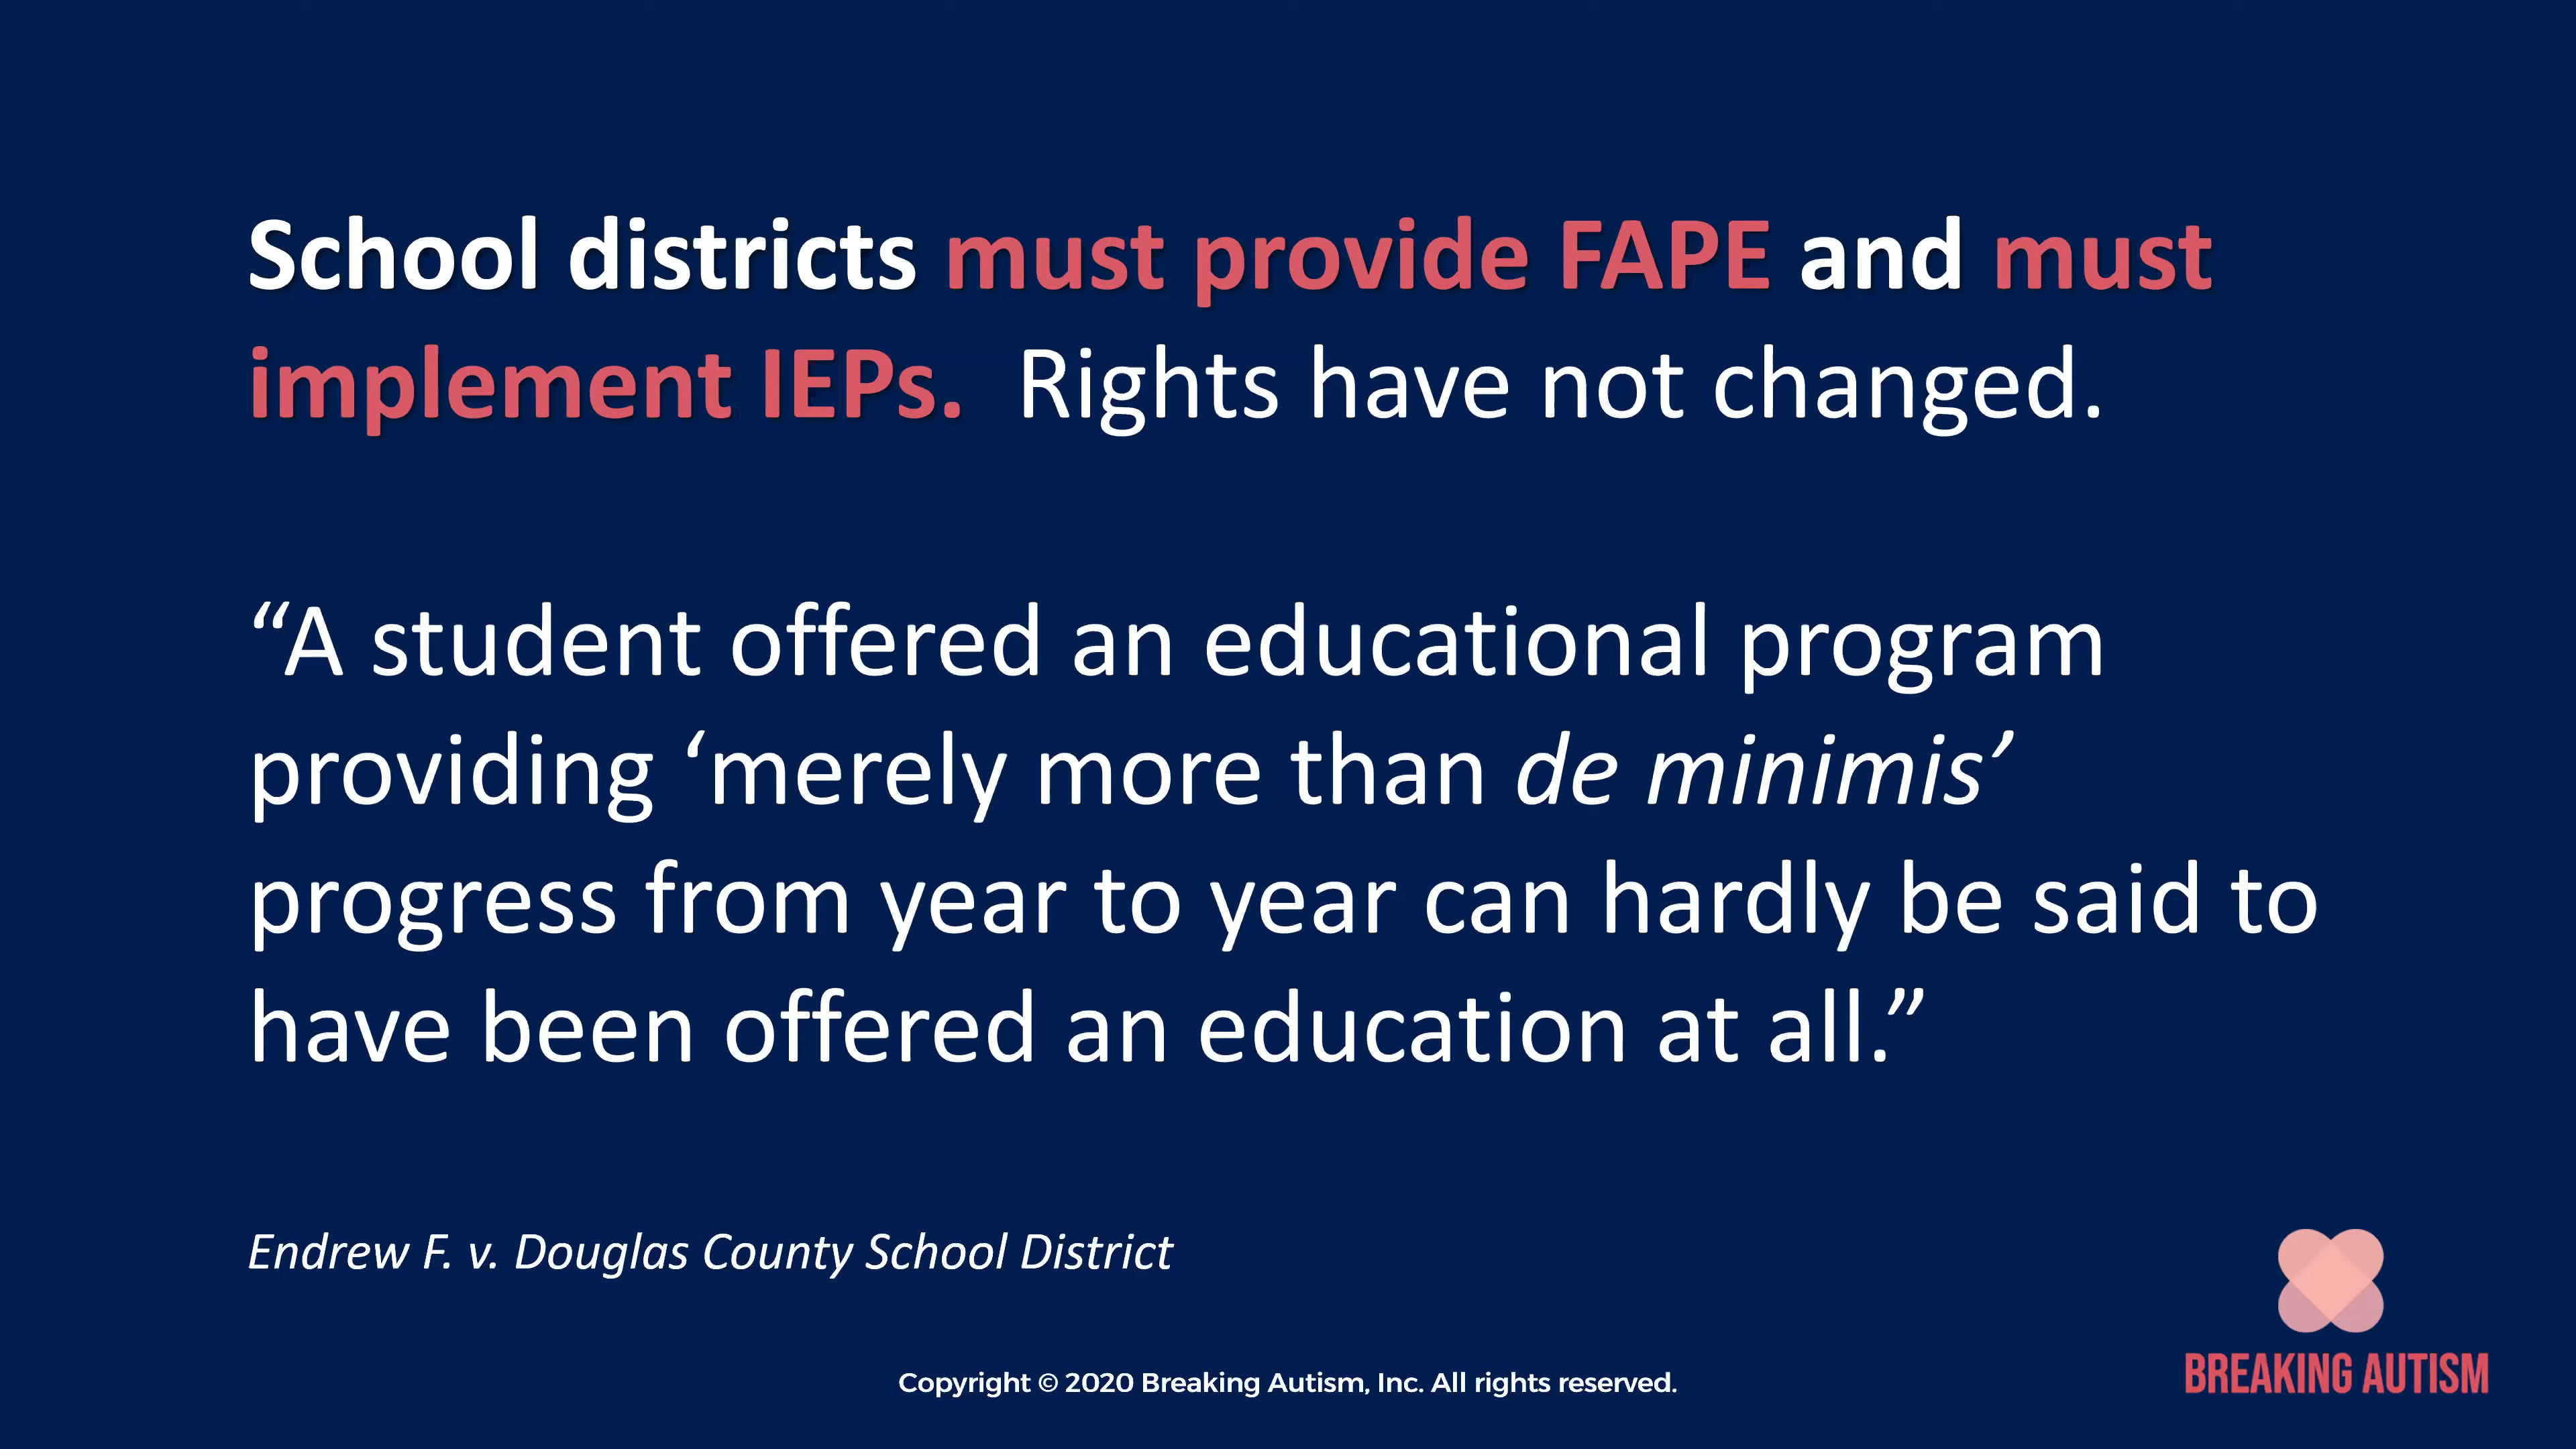 School districts must provide FAPE and must
implement IEPs.  Rights have not changed.
“A student offered an educational program
providing ‘merely more than de minimis’
progress from year to year can hardly be said to
have been offered an education at all.”
Endrew F. v. Douglas County School District
BREAKING AUTISM
Copyright © 2020 Breaking Autism, Inc. All rights reserved.